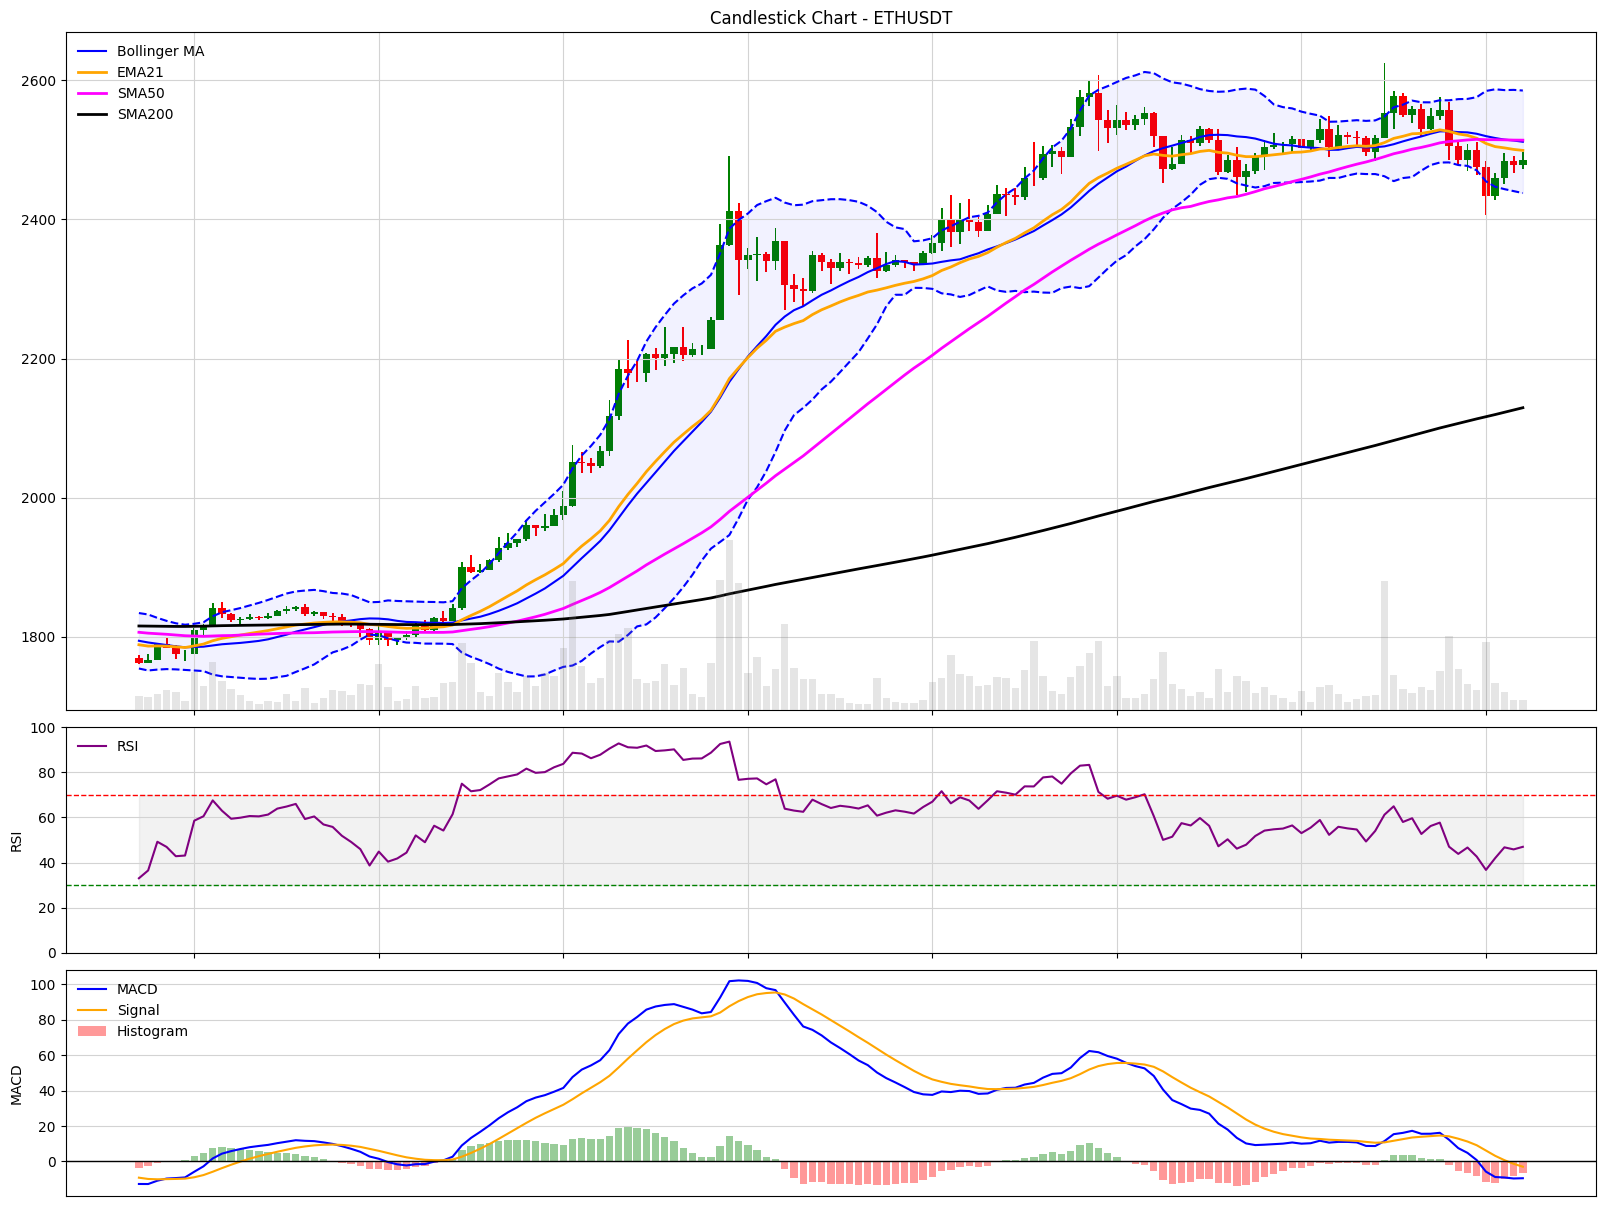 Candlestick Chart - ETHUSDT
Bollinger MA
EMA21
SMA50
SMA200
2600
2400
2200
2000
1800
RSI
100
80
60
40
20
0
RSI
MACD
Signal
Histogram
100
80
60
40
20
0
MACD